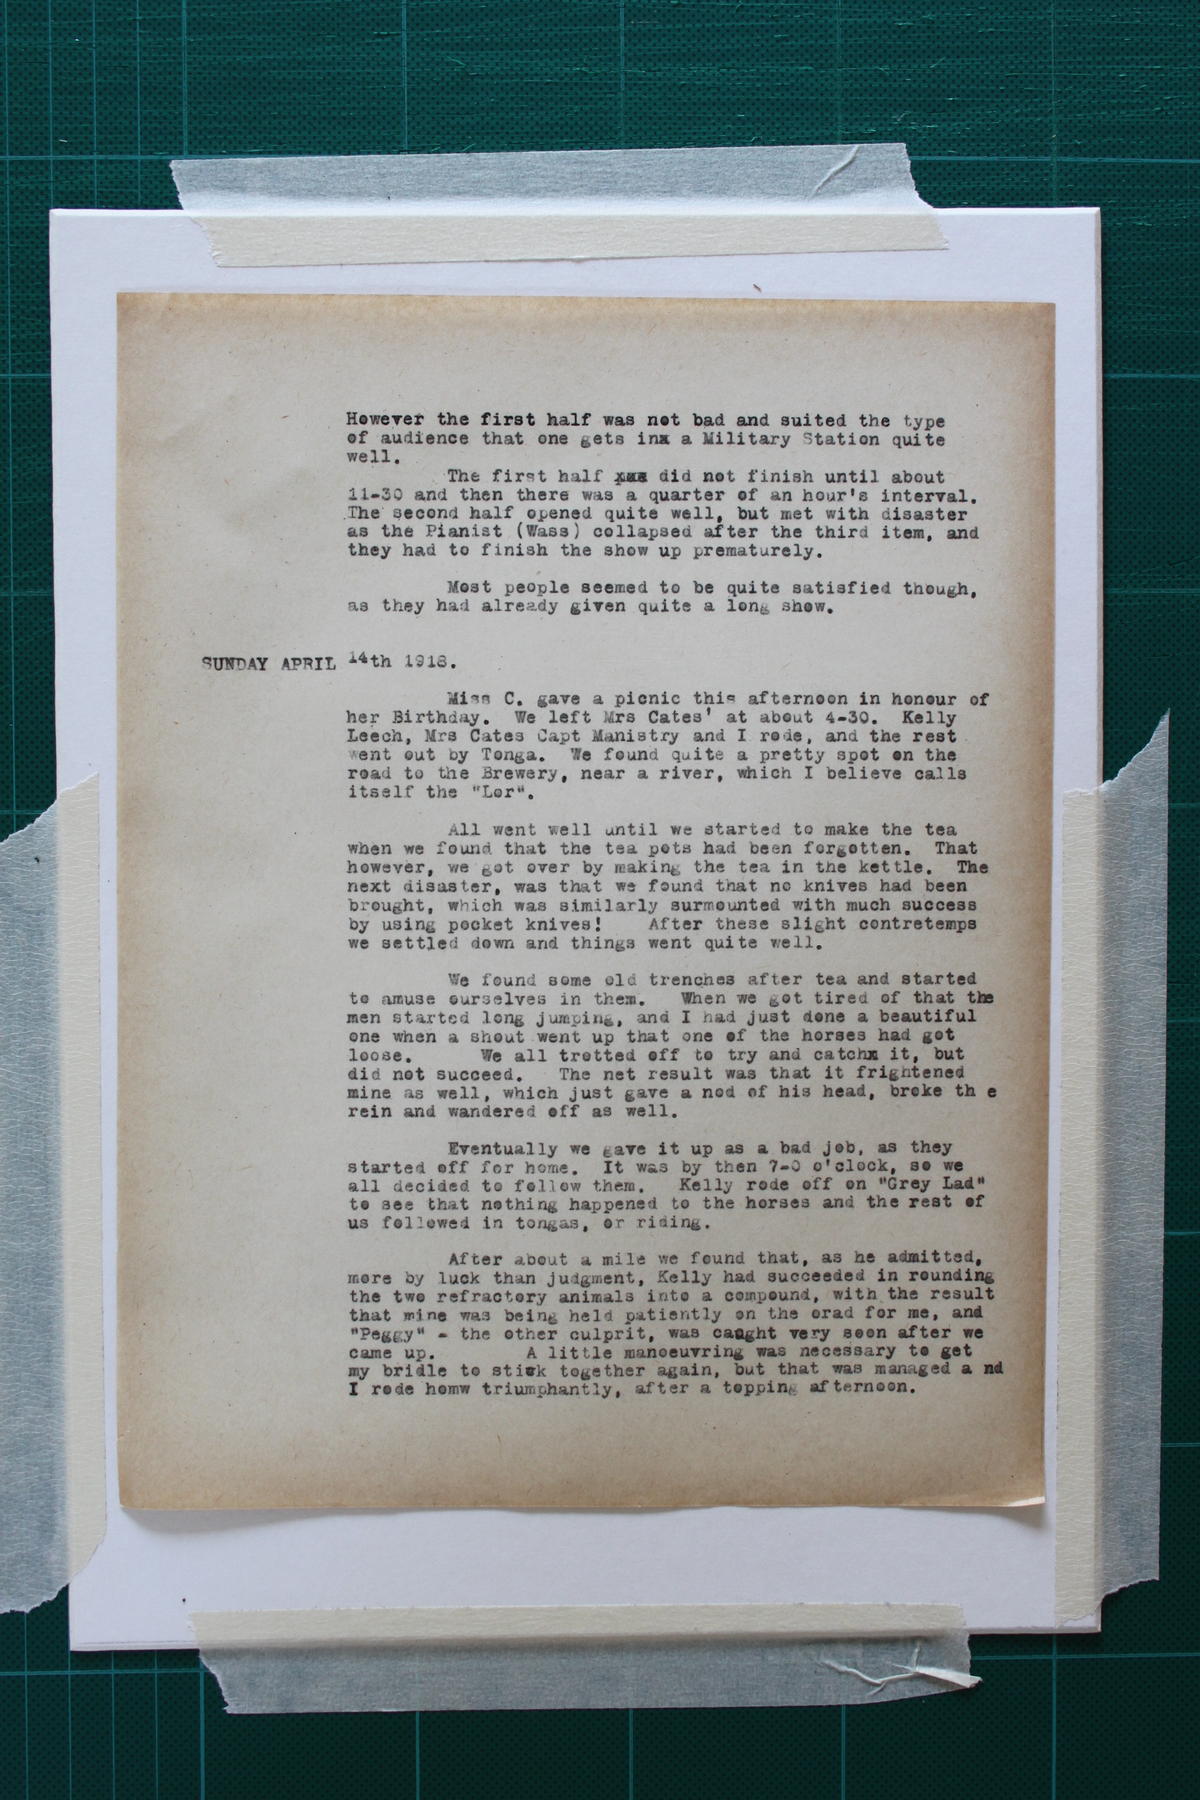 However the first half was not bad and suited the type
of audience that one gets inx a Military Station quite
well.
The first half xxx did not finish until about
11-30 and then there was a quarter of an hour's interval.
The second half opened quite well, but met with disaster
as the Pianist (Wass) collapsed after the third item, and
they had to finish the show up prematurely.
Most people seemed to be quite satisfied though,
as they had already given quite a long show.
SUNDAY APRIL 14th 1918.
Miss C. gave a picnic this afternoon in honour of
her Birthday. We left Mrs Cates' at about 4-30. Kelly
Leech, Mrs Cates Capt Manistry and I rode, and the rest
went out by Tonga. We found quite a pretty spot on the
road to the Brewery, near a river, which I believe calls
itself the "Lor".
All went well until we started to make the tea
when we found that the tea pots had been forgotten. That
however, we got over by making the tea in the kettle. The
next disaster, was that we found that no knives had been
brought, which was similarly surmounted with much success
by using pocket knives! After these slight contretemps
we settled down and things went quite well.
We found some old trenches after tea and started
to amuse ourselves in them. When we got tired of that the
men started long jumping, and I had just done a beautiful
one when a shout went up that one of the horses had got
loose. We all trotted off to try and catchx it, but
did not succeed. The net result was that it frightened
mine as well, which just gave a nod of his head, broke th e
rein and wandered off as well.
Eventually we gave it up as a bad job, as they
started off for home. It was by then 7-0 o'clock, so we
all decided to follow them. Kelly rode off on "Grey Lad"
to see that nothing happened to the horses and the rest of
us followed in tongas, or riding.
After about a mile we found that, as he admitted,
more by luck than judgment, Kelly had succeeded in rounding
the two refractory animals into a compound, with the result
that mine was being held patiently on the orad for me, and
"Peggy" - the other culprit, was caught very soon after we
came up. A little manoeuvring was necessary to get
my bridle to stick together again, but that was managed a nd
I rode homw triumphantly, after a topping afternoon.